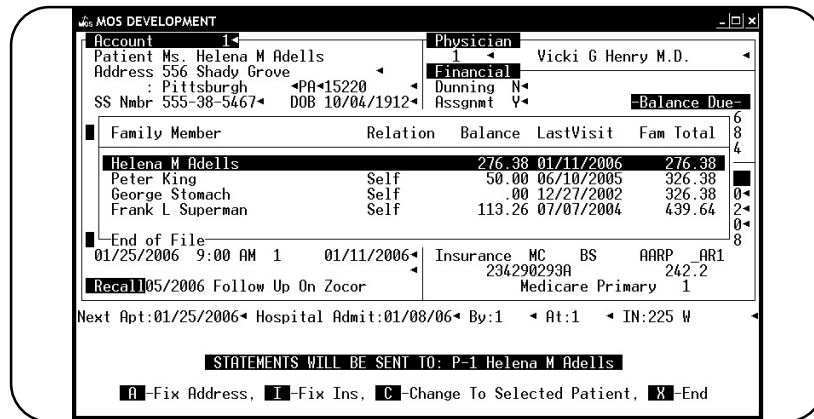 MOS MOS DEVELOPMENT
Account 1 Physician
Patient Ms. Helena M Adells 1 Vicki G Henry M.D.
Address 556 Shady Grove Financial
: Pittsburgh PA 15220 Dunning N
SS Nmbr 555-38-5467 DOB 10/04/1912 Assgnmt Y -Balance Due-
6
Family Member Relation Balance LastVisit Fam Total 8
4
Helena M Adells 276.38 01/11/2006 276.38
Peter King Self 50.00 06/10/2005 326.38
George Stomach Self .00 12/27/2002 326.38 0
Frank L Superman Self 113.26 07/07/2004 439.64 2
0
End of File 8
01/25/2006 9:00 AM 1 01/11/2006 Insurance MC BS AARP _AR1
234290293A 242.2
Recall 05/2006 Follow Up On Zocor Medicare Primary 1
Next Apt:01/25/2006 Hospital Admit:01/08/06 By:1 At:1 IN:225 W
STATEMENTS WILL BE SENT TO: P-1 Helena M Adells
A-Fix Address, I-Fix Ins, C-Change To Selected Patient, X-End